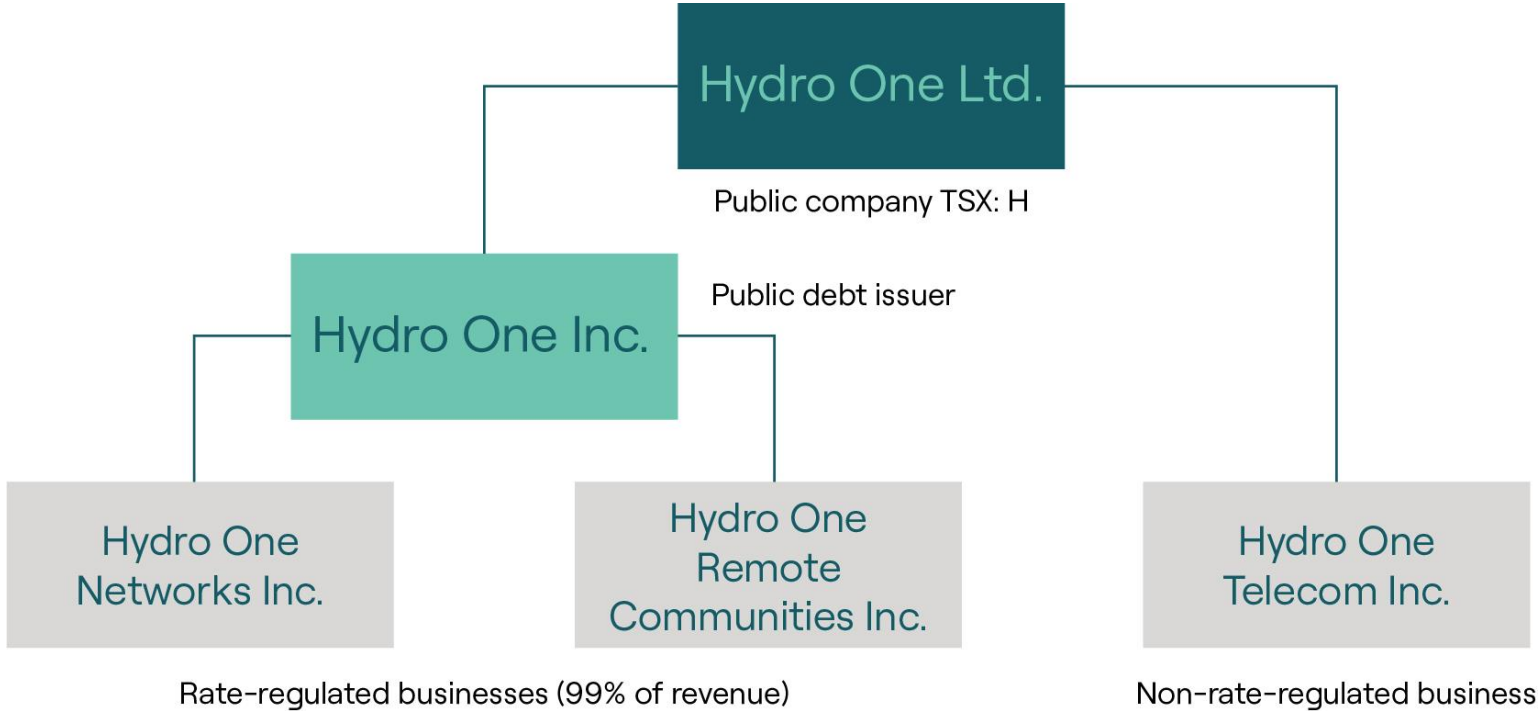 Hydro One Ltd.
Public company TSX: H
Public debt issuer
Hydro One Inc.
Hydro One
Networks Inc.
Hydro One
Remote
Communities Inc.
Hydro One
Telecom Inc.
Rate-regulated businesses (99% of revenue)
Non-rate-regulated business